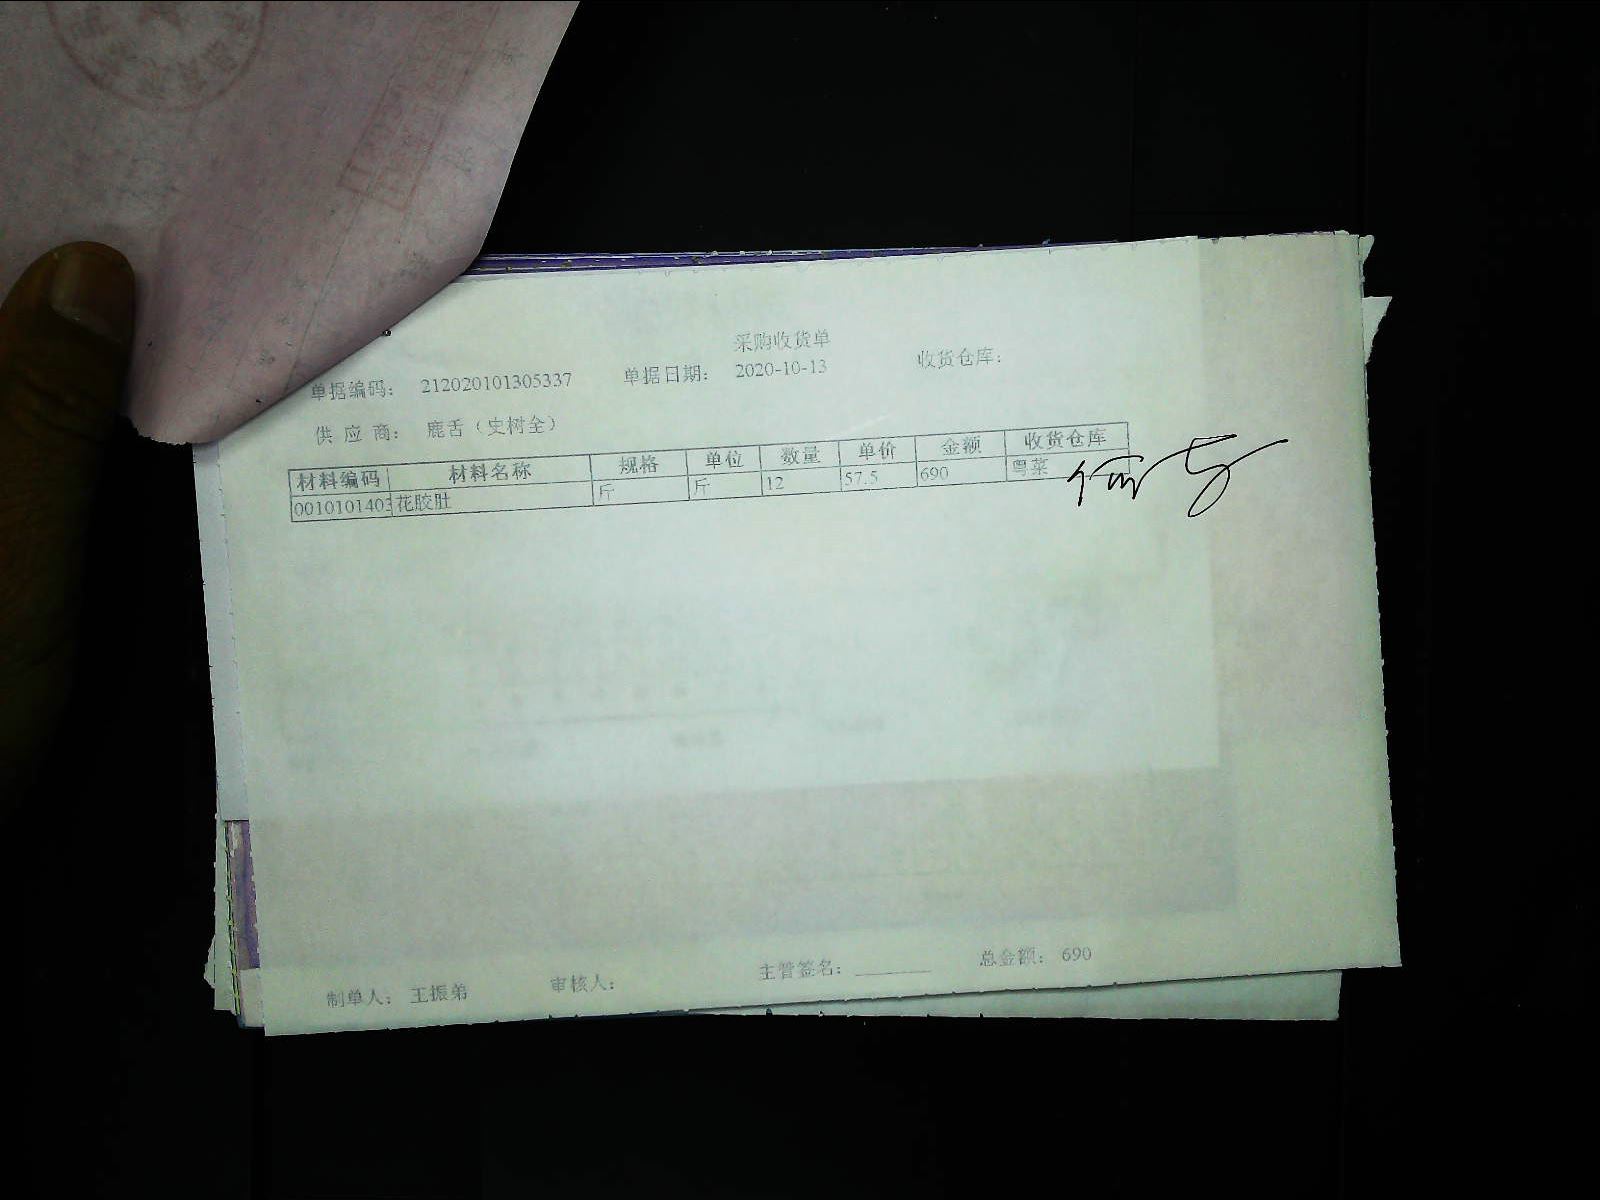 采购收货单
单据编码： 212020101305337 单据日期： 2020-10-13 收货仓库：
供 应 商： 鹿舌（史树全）
材料编码 材料名称 规格 单位 数量 单价 金额 收货仓库
0010101403 花胶肚 斤 斤 12 57.5 690 粤菜
制单人： 王振弟 审核人： 主管签名： 总金额： 690